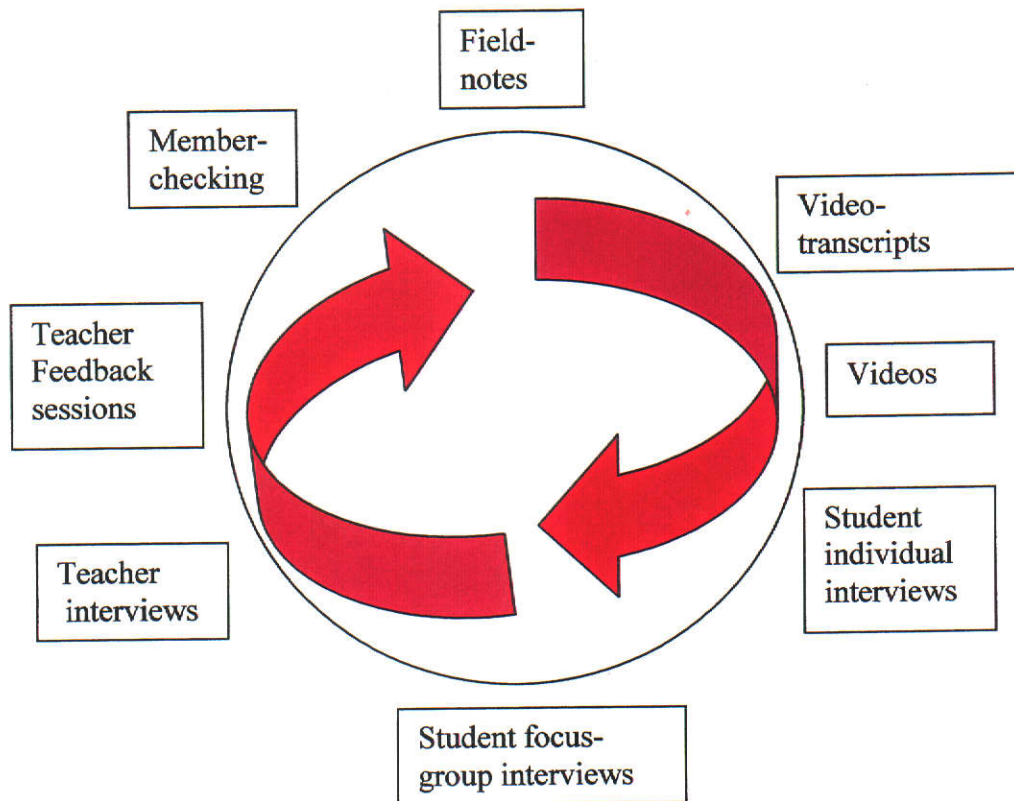 Field-
notes
Member-
checking
Video-
transcripts
Teacher
Feedback
sessions
Videos
Student
individual
interviews
Teacher
interviews
Student focus-
group interviews